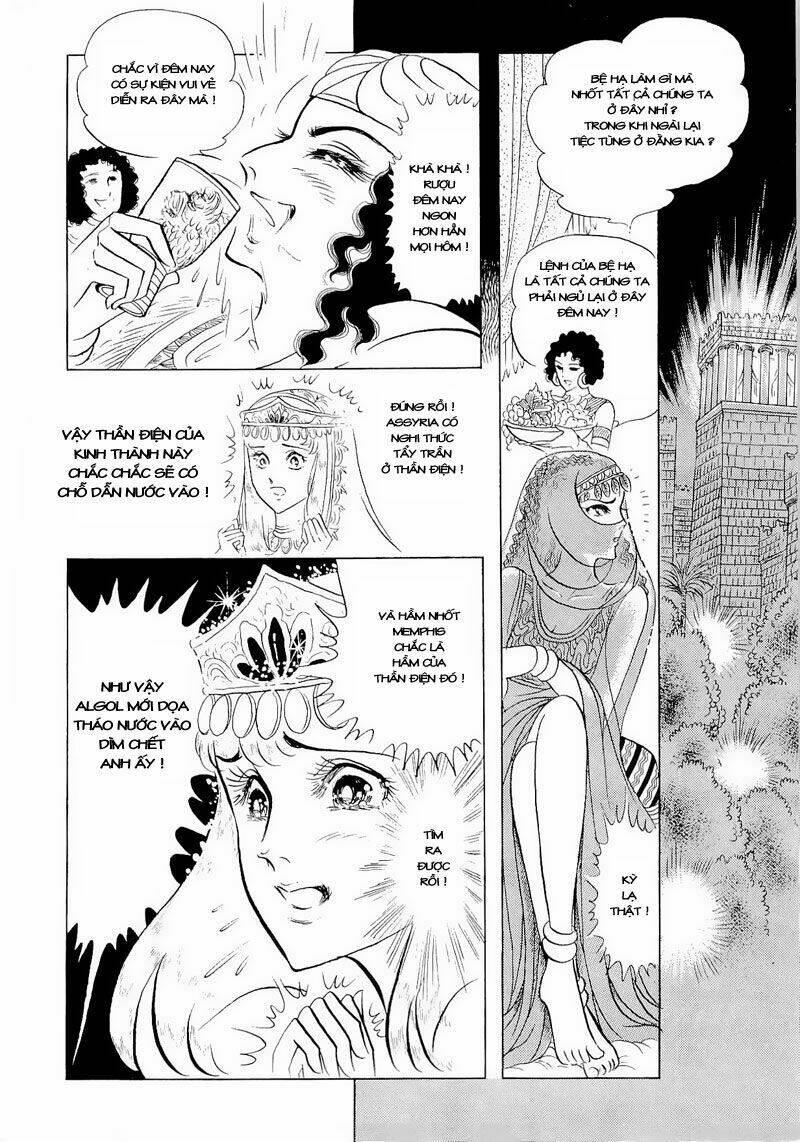 BỆ HẠ LÀM GÌ MÀ
NHỐT TẤT CẢ CHÚNG TA
Ở ĐÂY NHỈ ?
TRONG KHI NGÀI LẠI
TIỆC TÙNG Ở ĐẰNG KIA ?
LỆNH CỦA BỆ HẠ
LÀ TẤT CẢ CHÚNG TA
PHẢI NGỦ LẠI Ở ĐÂY
ĐÊM NAY !
KỲ
LẠ
THẬT !
KHÀ KHÀ !
RƯỢU
ĐÊM NAY
NGON
HƠN HẲN
MỌI HÔM !
CHẮC VÌ ĐÊM NAY
CÓ SỰ KIỆN VUI VẺ
DIỄN RA ĐÂY MÀ !
ĐÚNG RỒI !
ASSYRIA CÓ
NGHI THỨC
TẨY TRẦN
Ở THẦN ĐIỆN !
VẬY THẦN ĐIỆN CỦA
KINH THÀNH NÀY
CHẮC CHẮC SẼ CÓ
CHỖ DẪN NƯỚC VÀO !
VÀ HẦM NHỐT
MEMPHIS
CHẮC LÀ
HẦM CỦA
THẦN ĐIỆN ĐÓ !
NHƯ VẬY
ALGOL MỚI DỌA
THÁO NƯỚC VÀO
DÌM CHẾT
ANH ẤY !
TÌM
RA
ĐƯỢC
RỒI !